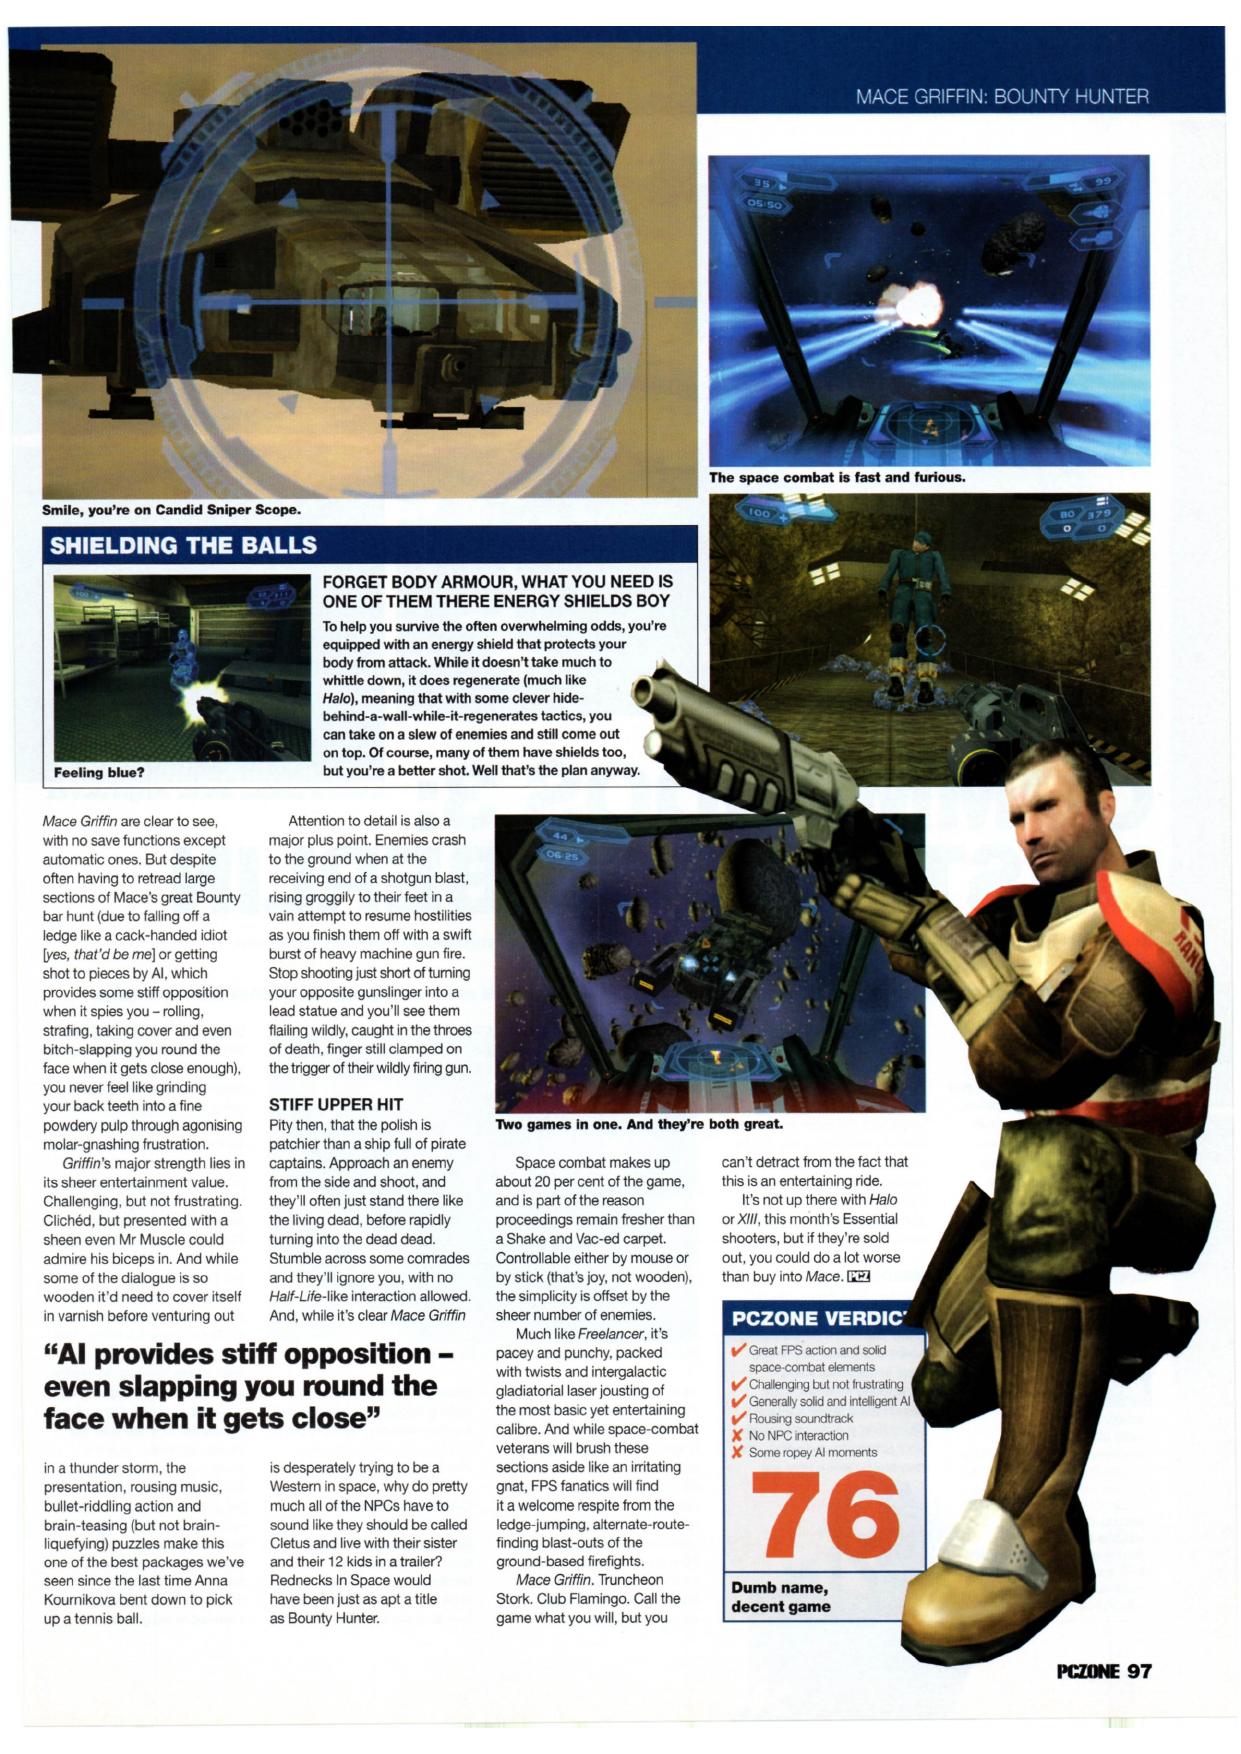 MACE GRIFFIN: BOUNTY HUNTER
35
05:50
99
Smile, you're on Candid Sniper Scope.
The space combat is fast and furious.
SHIELDING THE BALLS
Feeling blue?
FORGET BODY ARMOUR, WHAT YOU NEED IS
ONE OF THEM THERE ENERGY SHIELDS BOY
To help you survive the often overwhelming odds, you're
equipped with an energy shield that protects your
body from attack. While it doesn't take much to
whittle down, it does regenerate (much like
Halo), meaning that with some clever hide-
behind-a-wall-while-it-regenerates tactics, you
can take on a slew of enemies and still come out
on top. Of course, many of them have shields too,
but you're a better shot. Well that's the plan anyway.
100
80 379
0 0
Mace Griffin are clear to see,
with no save functions except
automatic ones. But despite
often having to retread large
sections of Mace's great Bounty
bar hunt (due to falling off a
ledge like a cack-handed idiot
[yes, that'd be me] or getting
shot to pieces by AI, which
provides some stiff opposition
when it spies you – rolling,
strafing, taking cover and even
bitch-slapping you round the
face when it gets close enough),
you never feel like grinding
your back teeth into a fine
powdery pulp through agonising
molar-gnashing frustration.
Griffin's major strength lies in
its sheer entertainment value.
Challenging, but not frustrating.
Clichéd, but presented with a
sheen even Mr Muscle could
admire his biceps in. And while
some of the dialogue is so
wooden it'd need to cover itself
in varnish before venturing out
"AI provides stiff opposition –
even slapping you round the
face when it gets close"
in a thunder storm, the
presentation, rousing music,
bullet-riddling action and
brain-teasing (but not brain-
liquefying) puzzles make this
one of the best packages we've
seen since the last time Anna
Kournikova bent down to pick
up a tennis ball.
Attention to detail is also a
major plus point. Enemies crash
to the ground when at the
receiving end of a shotgun blast,
rising groggily to their feet in a
vain attempt to resume hostilities
as you finish them off with a swift
burst of heavy machine gun fire.
Stop shooting just short of turning
your opposite gunslinger into a
lead statue and you'll see them
flailing wildly, caught in the throes
of death, finger still clamped on
the trigger of their wildly firing gun.
STIFF UPPER HIT
Pity then, that the polish is
patchier than a ship full of pirate
captains. Approach an enemy
from the side and shoot, and
they'll often just stand there like
the living dead, before rapidly
turning into the dead dead.
Stumble across some comrades
and they'll ignore you, with no
Half-Life-like interaction allowed.
And, while it's clear Mace Griffin
is desperately trying to be a
Western in space, why do pretty
much all of the NPCs have to
sound like they should be called
Cletus and live with their sister
and their 12 kids in a trailer?
Rednecks In Space would
have been just as apt a title
as Bounty Hunter.
44
06:25
Two games in one. And they're both great.
Space combat makes up
about 20 per cent of the game,
and is part of the reason
proceedings remain fresher than
a Shake and Vac-ed carpet.
Controllable either by mouse or
by stick (that's joy, not wooden),
the simplicity is offset by the
sheer number of enemies.
Much like Freelancer, it's
pacey and punchy, packed
with twists and intergalactic
gladiatorial laser jousting of
the most basic yet entertaining
calibre. And while space-combat
veterans will brush these
sections aside like an irritating
gnat, FPS fanatics will find
it a welcome respite from the
ledge-jumping, alternate-route-
finding blast-outs of the
ground-based firefights.
Mace Griffin. Truncheon
Stork. Club Flamingo. Call the
game what you will, but you
can't detract from the fact that
this is an entertaining ride.
It's not up there with Halo
or XIII, this month's Essential
shooters, but if they're sold
out, you could do a lot worse
than buy into Mace. PCZ
PCZONE VERDICT
Great FPS action and solid
space-combat elements
Challenging but not frustrating
Generally solid and intelligent AI
Rousing soundtrack
No NPC interaction
Some ropey AI moments
76
Dumb name,
decent game
PCZONE 97